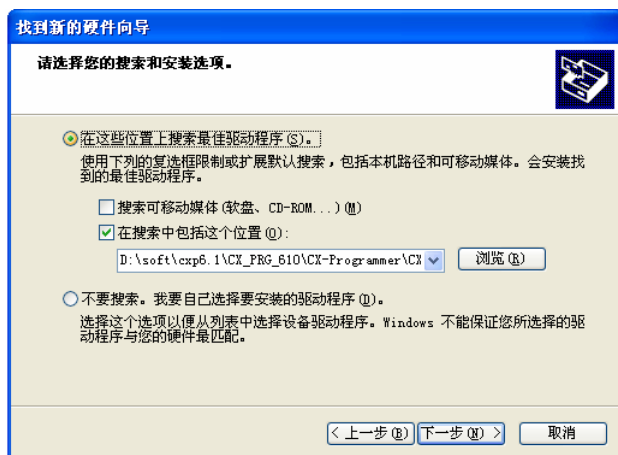 找到新的硬件向导
请选择您的搜索和安装选项。
在这些位置上搜索最佳驱动程序(S)。
使用下列的复选框限制或扩展默认搜索，包括本机路径和可移动媒体。会安装找
到的最佳驱动程序。
搜索可移动媒体(软盘、CD-ROM...)(M)
在搜索中包括这个位置(O):
D:\soft\cxp6.1\CX_PRG_610\CX-Programmer\CX
浏览(R)
不要搜索。我要自己选择要安装的驱动程序(D)。
选择这个选项以便从列表中选择设备驱动程序。Windows 不能保证您所选择的驱
动程序与您的硬件最匹配。
< 上一步(B) 下一步(N) > 取消